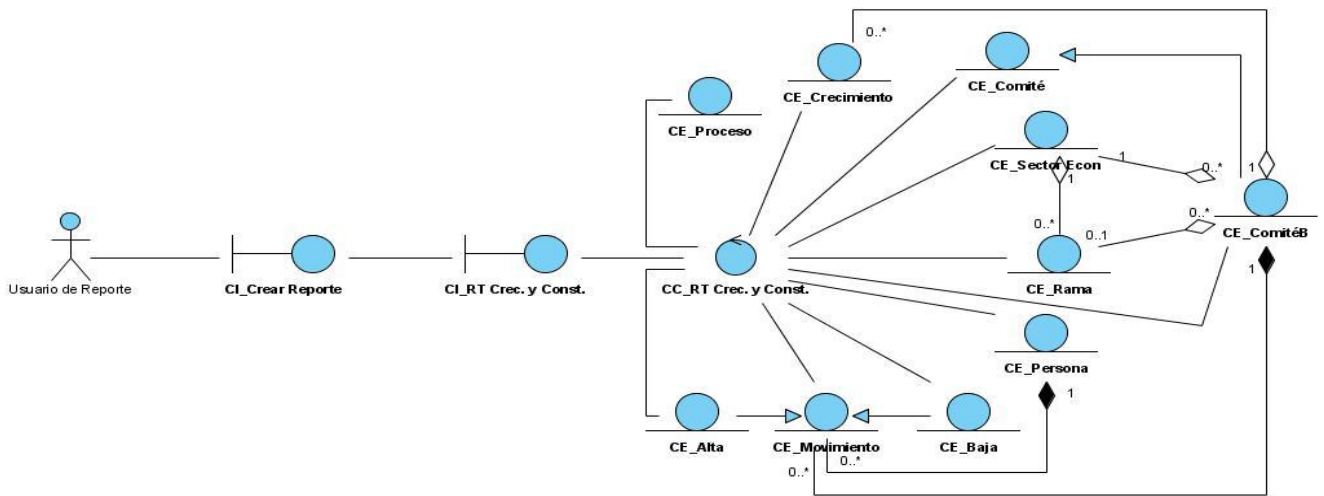 0..*
CE_Crecimiento
CE_Comité
CE_Proceso
CE_Sector Econ
1
0..*
1
1
0..*
0..1
0..*
CE_ComitéB
1
Usuario de Reporte
CI_Crear Reporte
CI_RT Crec. y Const.
CC_RT Crec. y Const.
CE_Rama
CE_Persona
1
CE_Alta
CE_Movimiento
CE_Baja
0..*
0..*